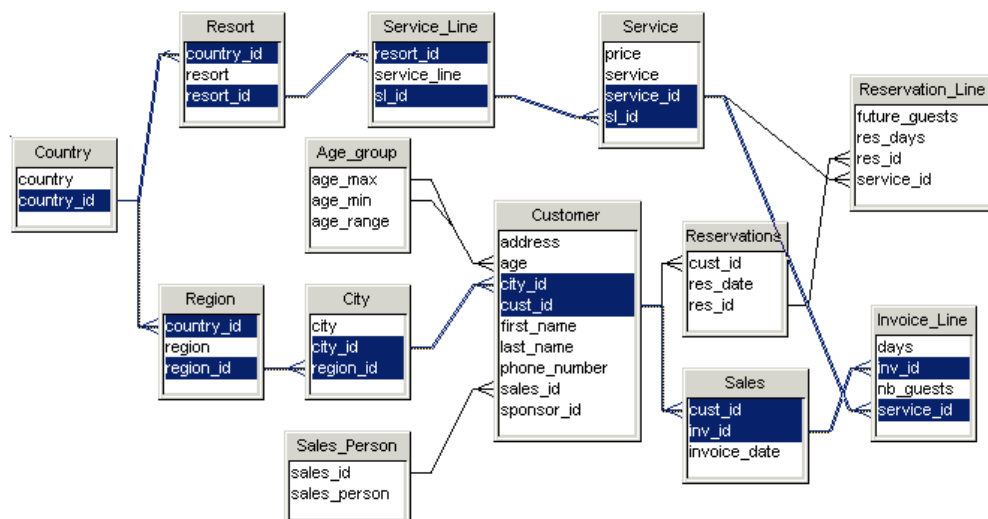 Resort
country_id
resort
resort_id
Service_Line
resort_id
service_line
sl_id
Service
price
service
service_id
sl_id
Reservation_Line
future_guests
res_days
res_id
service_id
Country
country
country_id
Age_group
age_max
age_min
age_range
Customer
address
age
city_id
cust_id
first_name
last_name
phone_number
sales_id
sponsor_id
Reservations
cust_id
res_date
res_id
Region
country_id
region
region_id
City
city
city_id
region_id
Invoice_Line
days
inv_id
nb_guests
service_id
Sales
cust_id
inv_id
invoice_date
Sales_Person
sales_id
sales_person